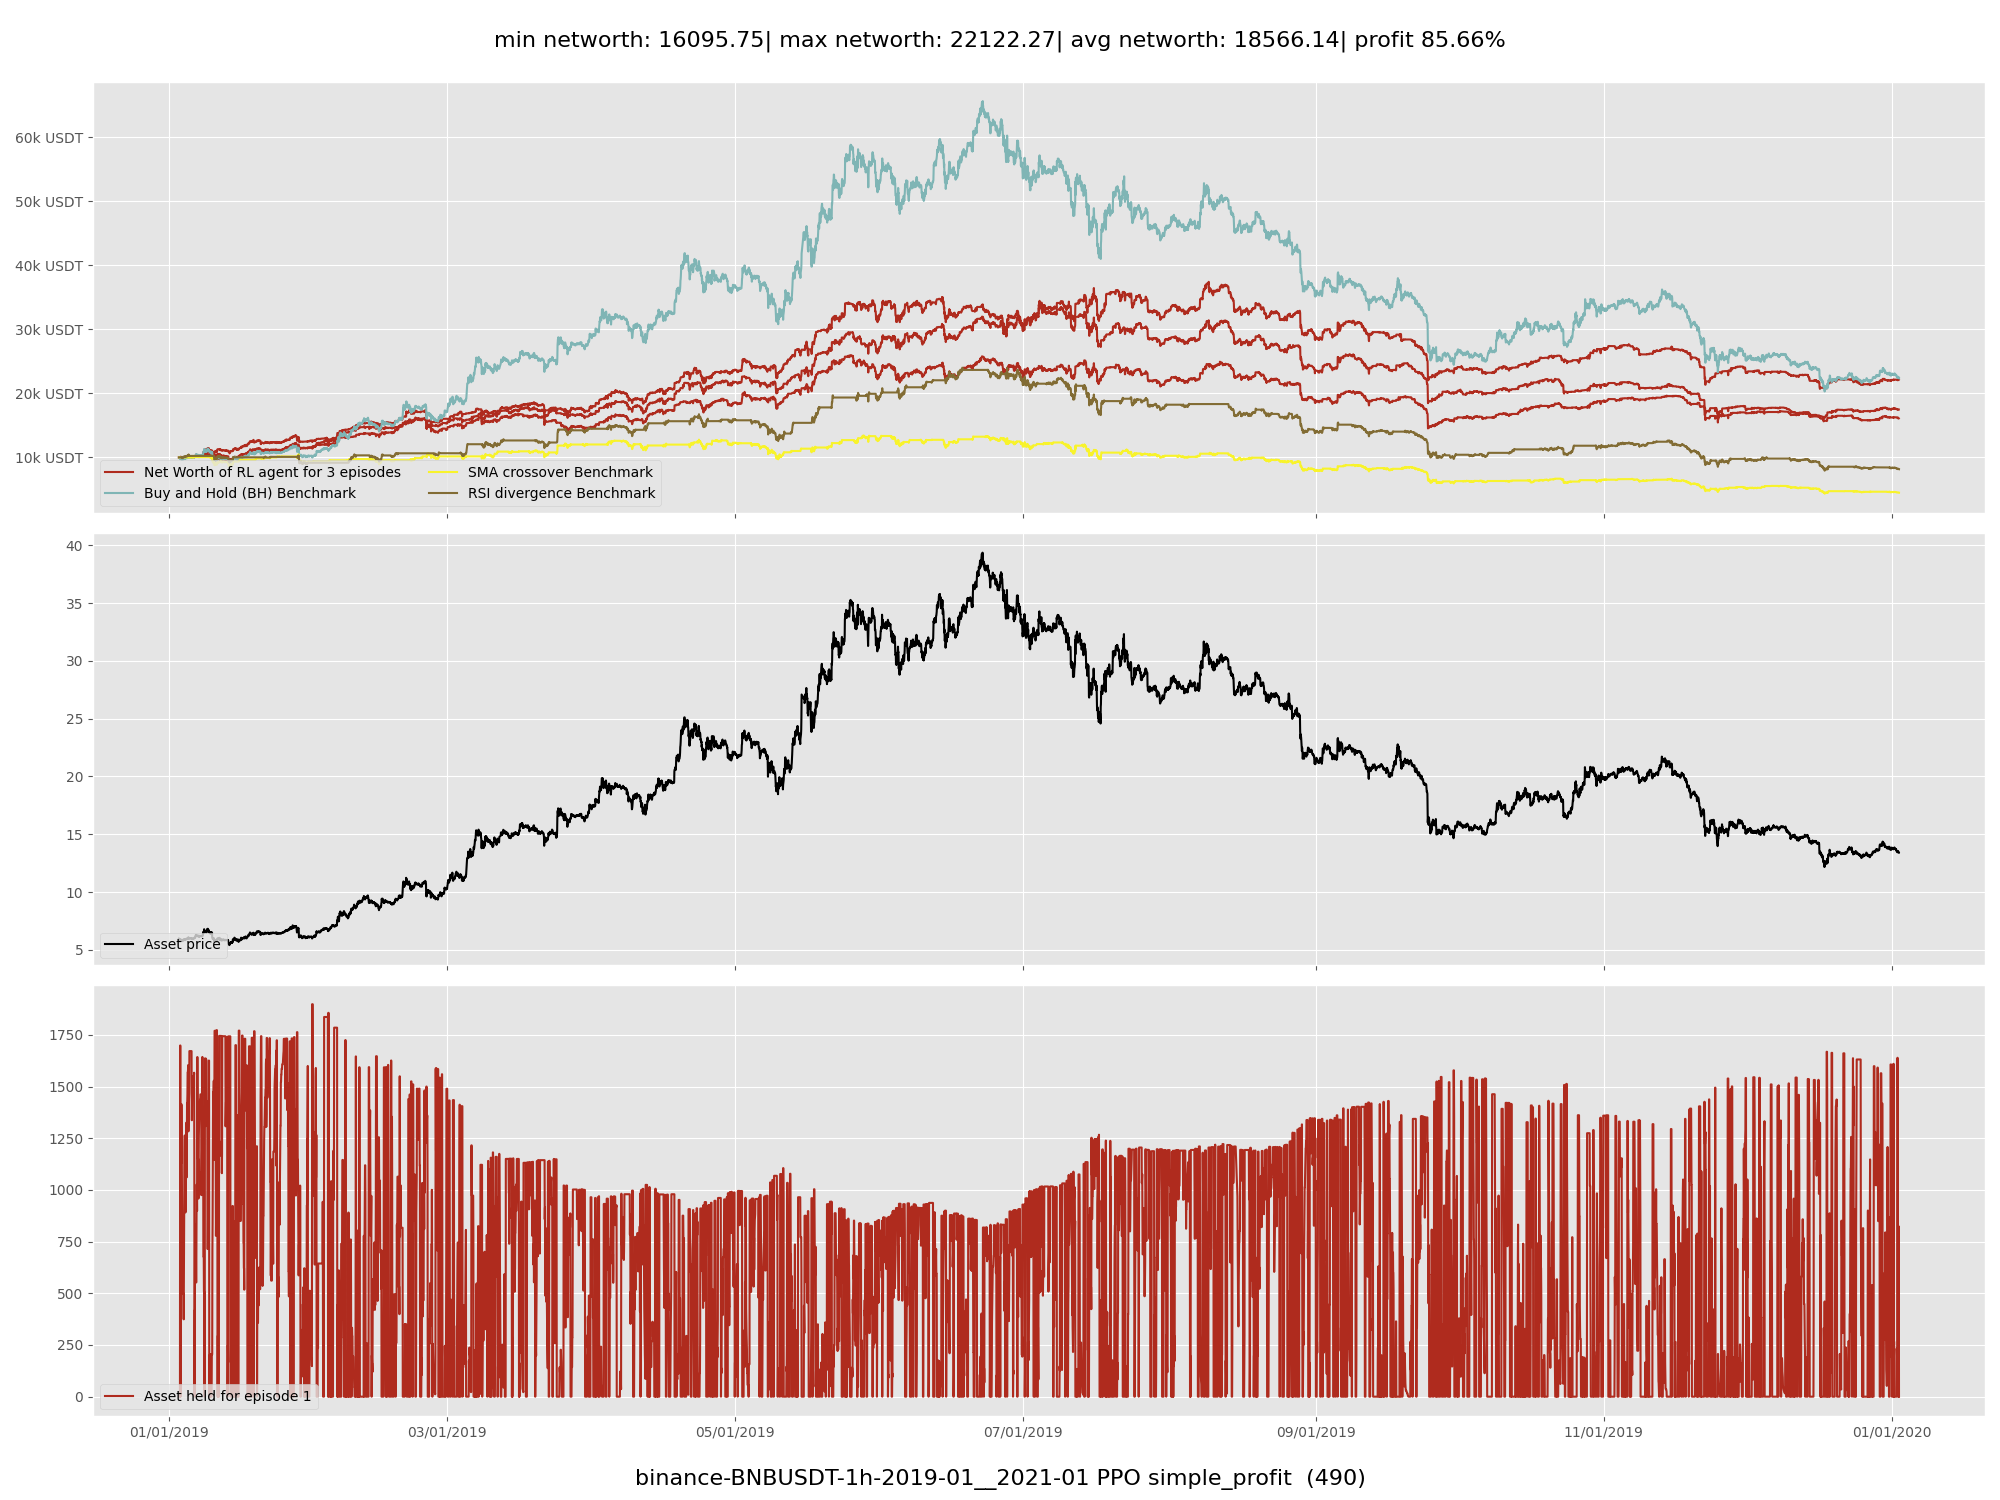 min networth: 16095.75| max networth: 22122.27| avg networth: 18566.14| profit 85.66%
60k USDT
50k USDT
40k USDT
30k USDT
20k USDT
10k USDT
Net Worth of RL agent for 3 episodes
Buy and Hold (BH) Benchmark
SMA crossover Benchmark
RSI divergence Benchmark
40
35
30
25
20
15
10
5
Asset price
1750
1500
1250
1000
750
500
250
0
Asset held for episode 1
01/01/2019 03/01/2019 05/01/2019 07/01/2019 09/01/2019 11/01/2019 01/01/2020
binance-BNBUSDT-1h-2019-01__2021-01 PPO simple_profit (490)